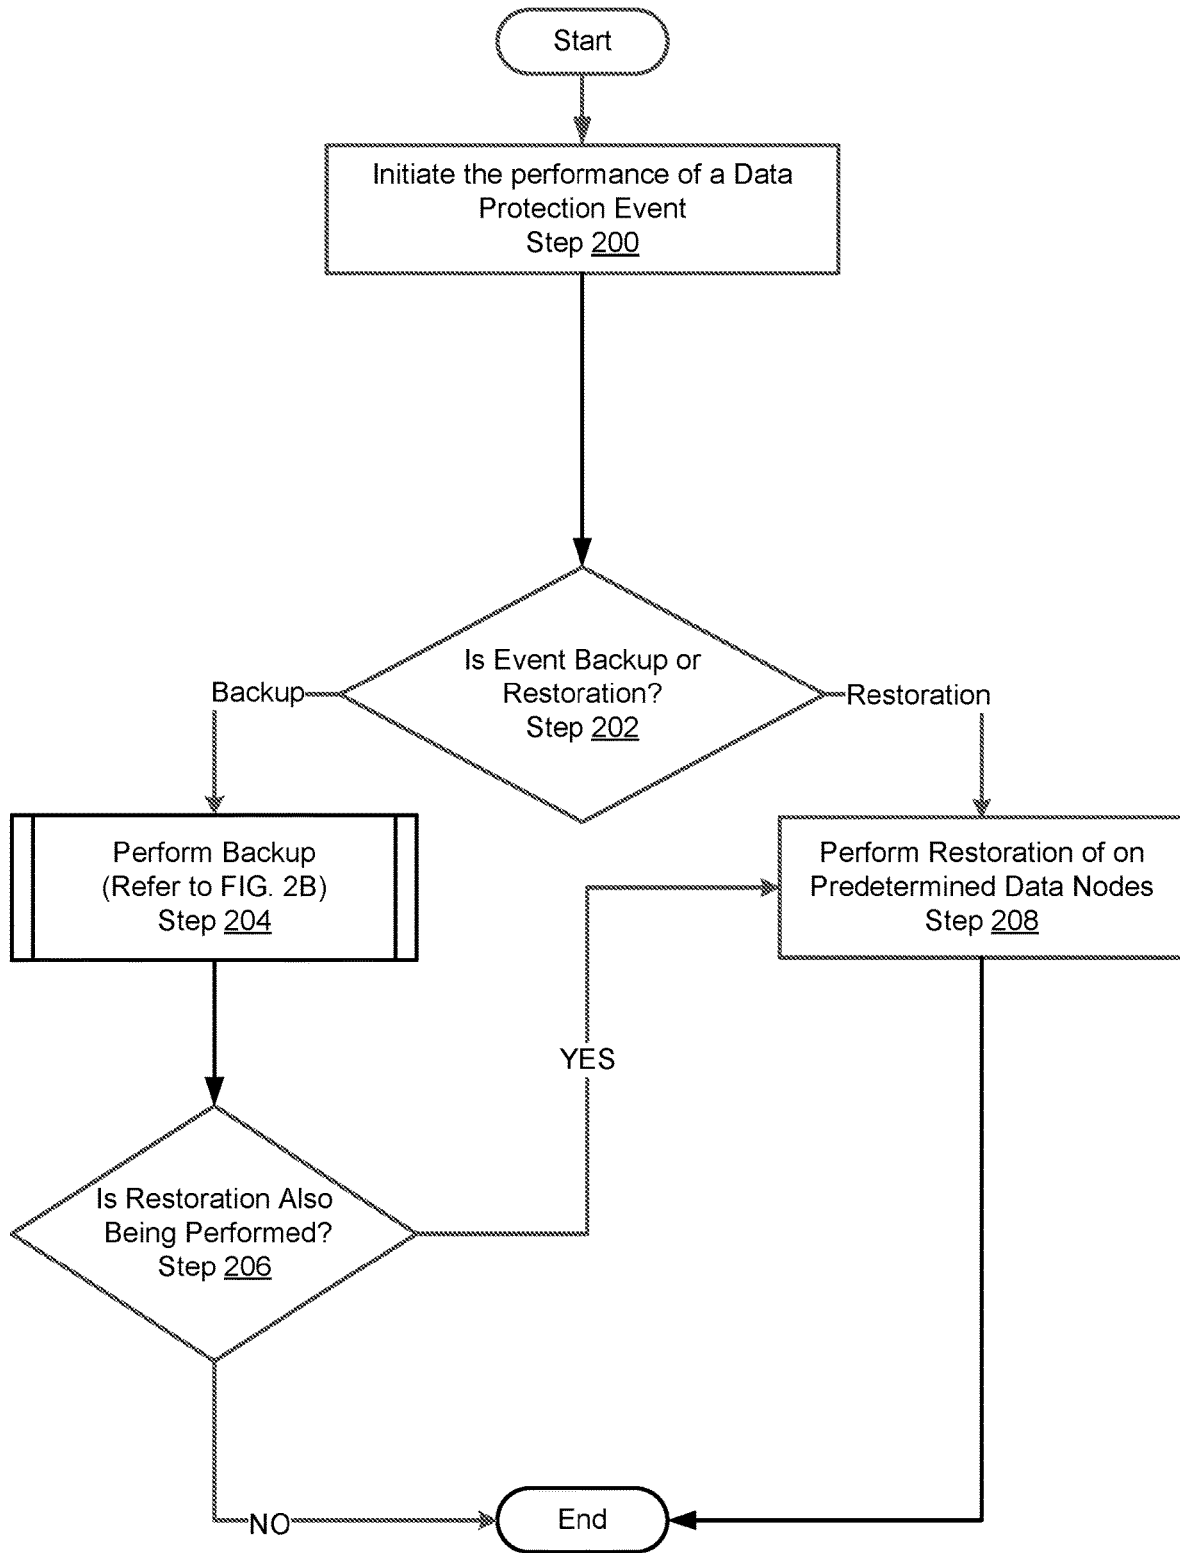 Start
Initiate the performance of a Data
Protection Event
Step 200
Is Event Backup or
Restoration?
Step 202
Backup
Restoration
Perform Backup
(Refer to FIG. 2B)
Step 204
Perform Restoration of on
Predetermined Data Nodes
Step 208
YES
Is Restoration Also
Being Performed?
Step 206
NO
End